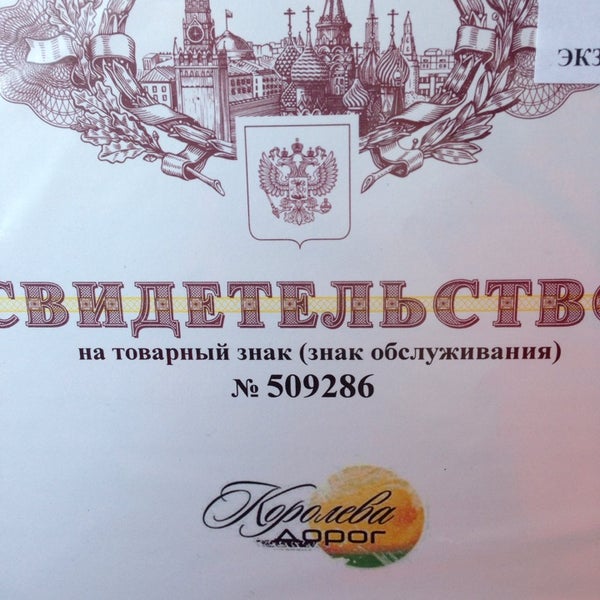 ЭКЗ
СВИДЕТЕЛЬСТВО
на товарный знак (знак обслуживания)
№ 509286
Королева
дорог